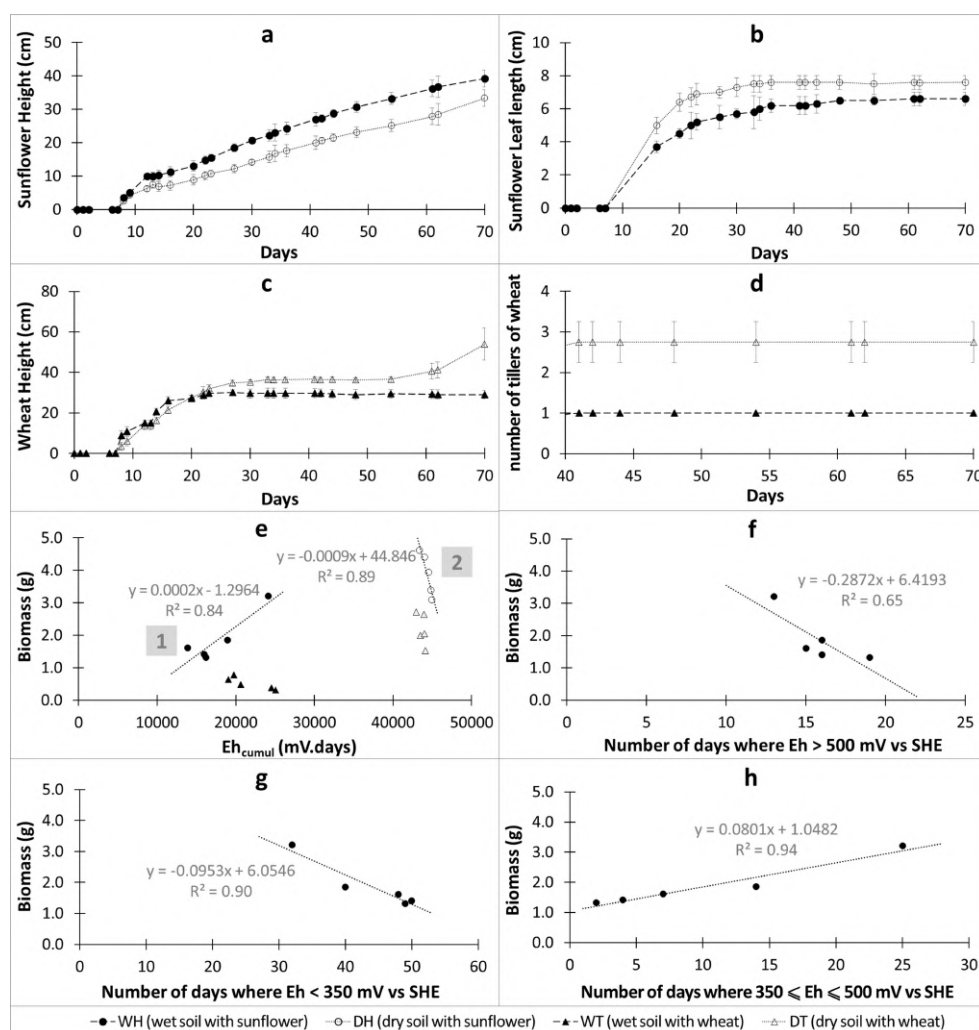 a
Sunflower Height (cm)
50
40
30
20
10
0
0 10 20 30 40 50 60 70
Days
b
Sunflower Leaf length (cm)
8
6
4
2
0
0 10 20 30 40 50 60 70
Days
c
Wheat Height (cm)
80
60
40
20
0
0 10 20 30 40 50 60 70
Days
d
number of tillers of wheat
4
3
2
1
0
40 45 50 55 60 65 70
Days
e
Biomass (g)
5.0
4.0
3.0
2.0
1.0
0.0
y = -0.0009x + 44.846
R² = 0.89
2
y = 0.0002x - 1.2964
R² = 0.84
1
0 10000 20000 30000 40000 50000
Eh cumul (mV.days)
f
Biomass (g)
5.0
4.0
3.0
2.0
1.0
0.0
y = -0.2872x + 6.4193
R² = 0.65
0 5 10 15 20 25
Number of days where Eh > 500 mV vs SHE
g
Biomass (g)
5.0
4.0
3.0
2.0
1.0
0.0
y = -0.0953x + 6.0546
R² = 0.90
0 10 20 30 40 50 60
Number of days where Eh < 350 mV vs SHE
h
Biomass (g)
5.0
4.0
3.0
2.0
1.0
0.0
y = 0.0801x + 1.0482
R² = 0.94
0 5 10 15 20 25 30
Number of days where 350 ⩽ Eh ⩽ 500 mV vs SHE
WH (wet soil with sunflower) DH (dry soil with sunflower) WT (wet soil with wheat) DT (dry soil with wheat)